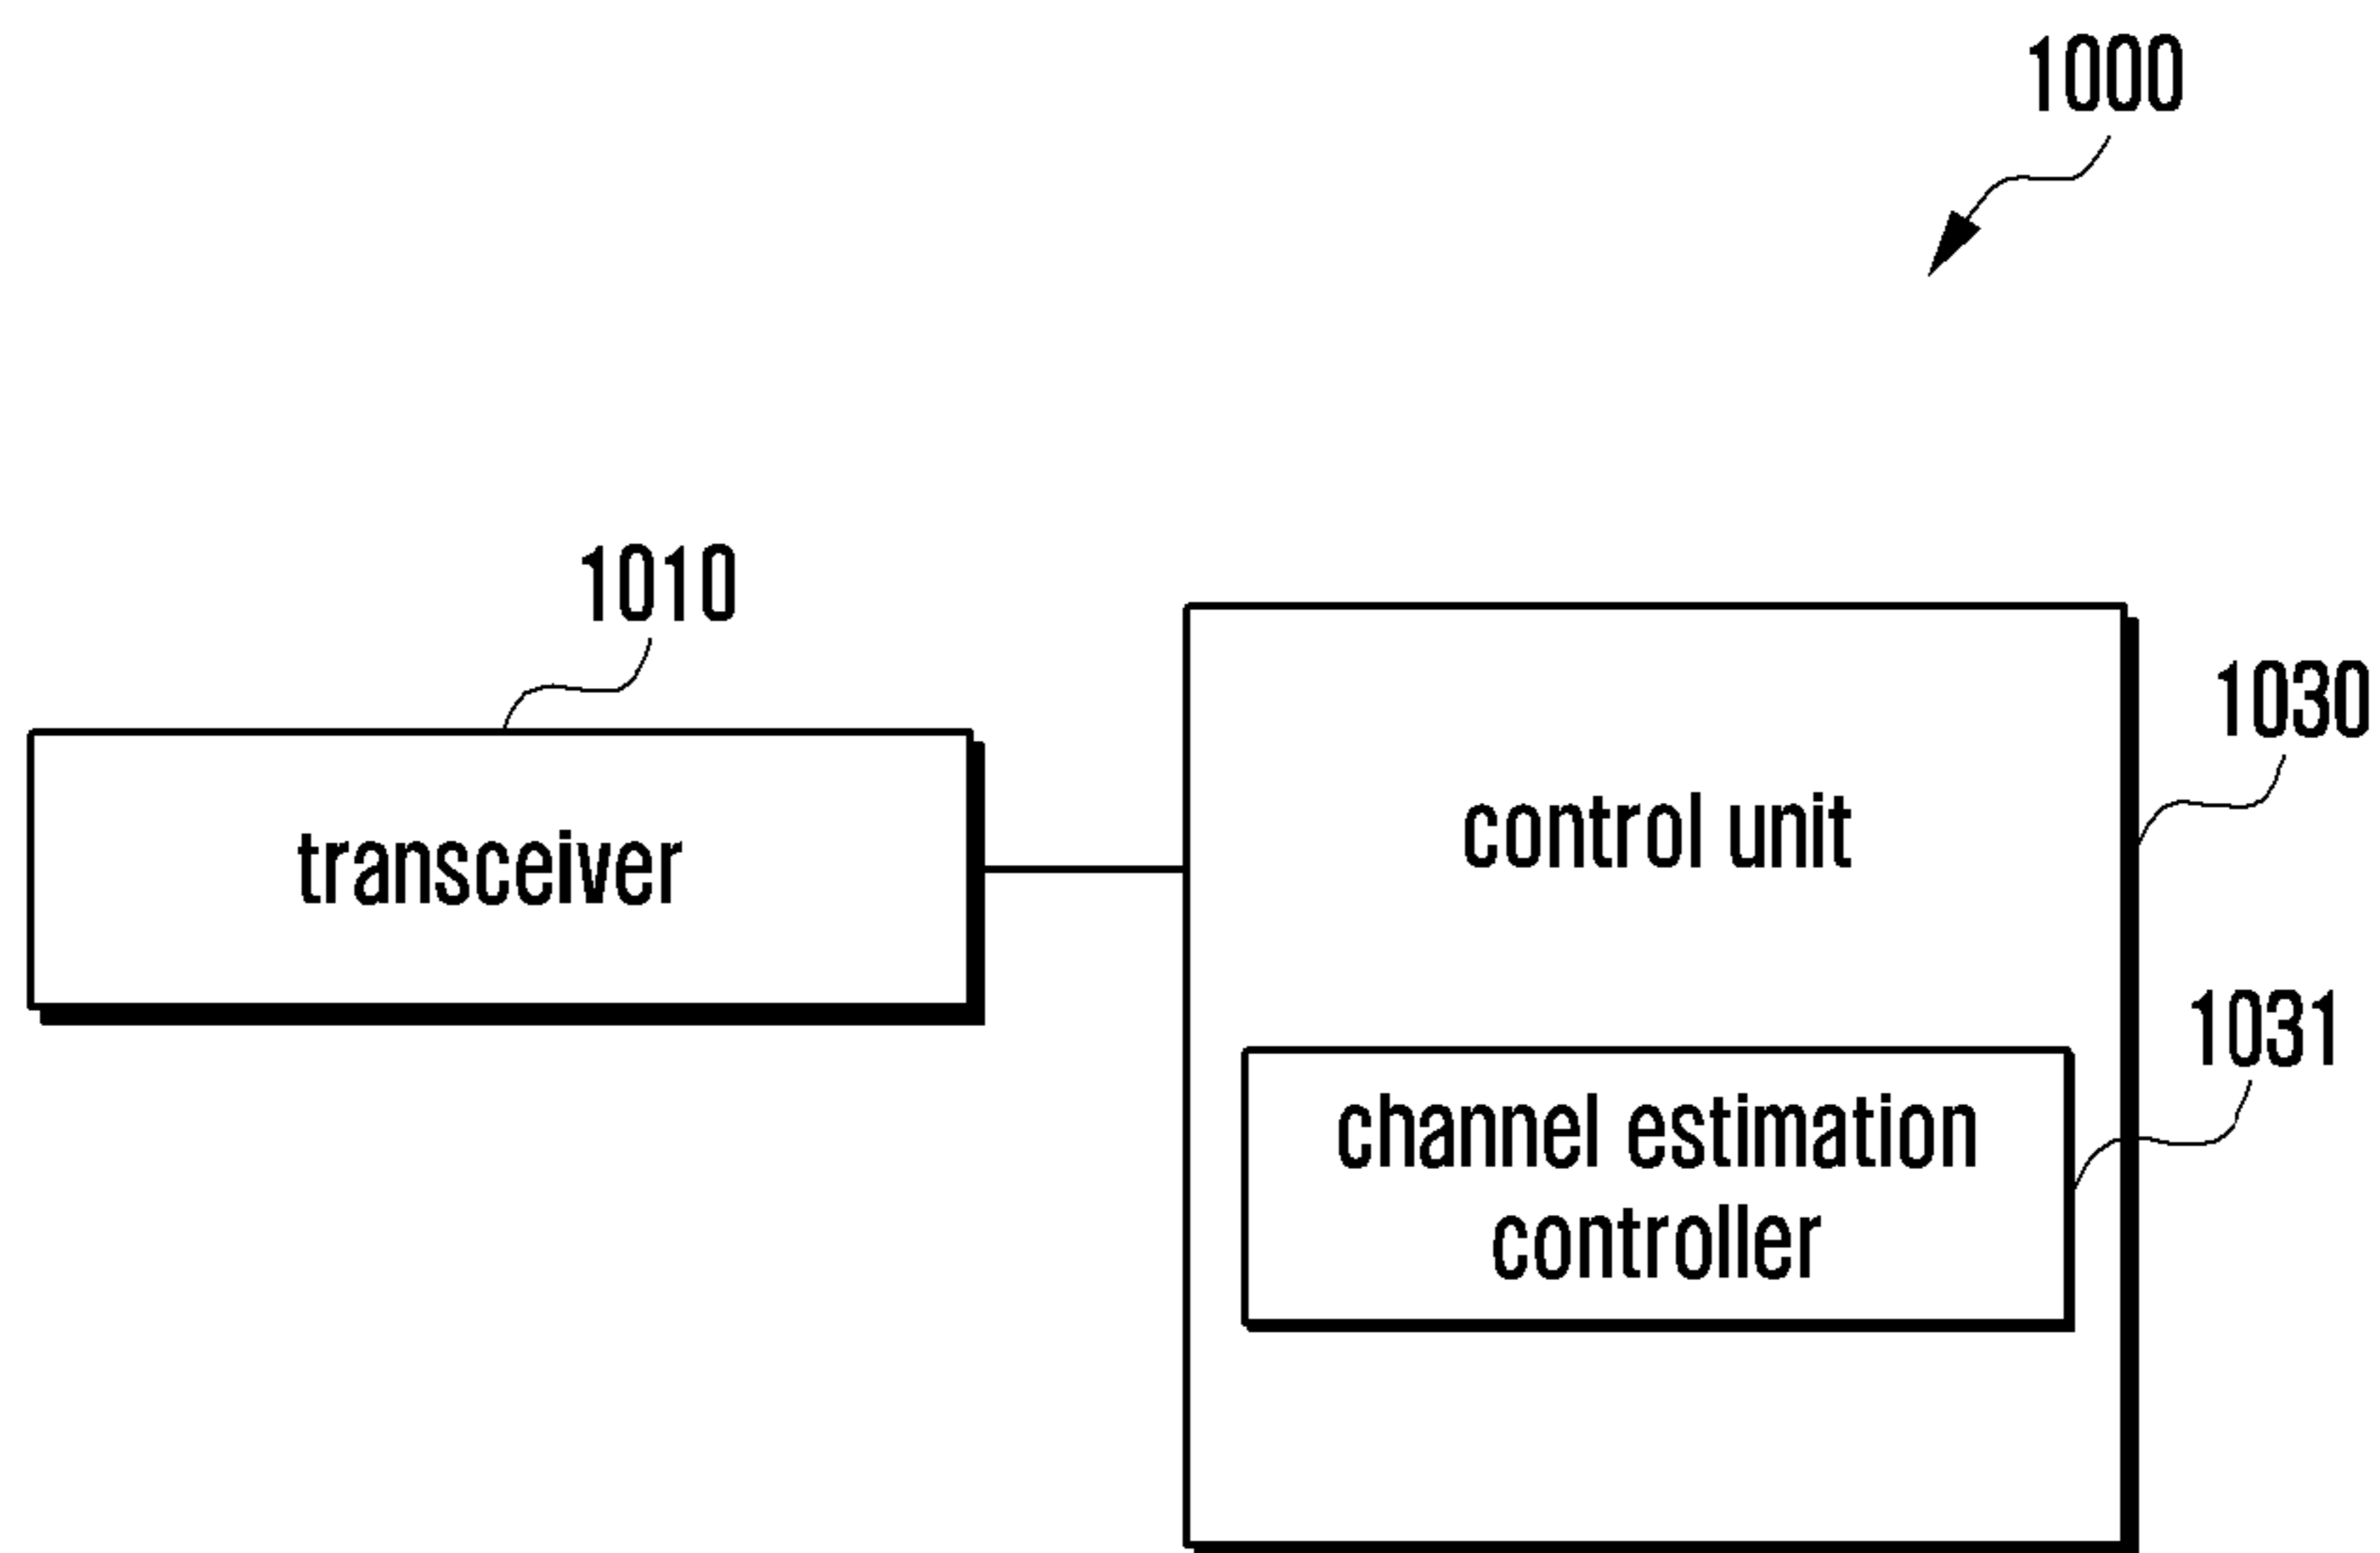 1000
1010
1030
transceiver
control unit
1031
channel estimation
controller